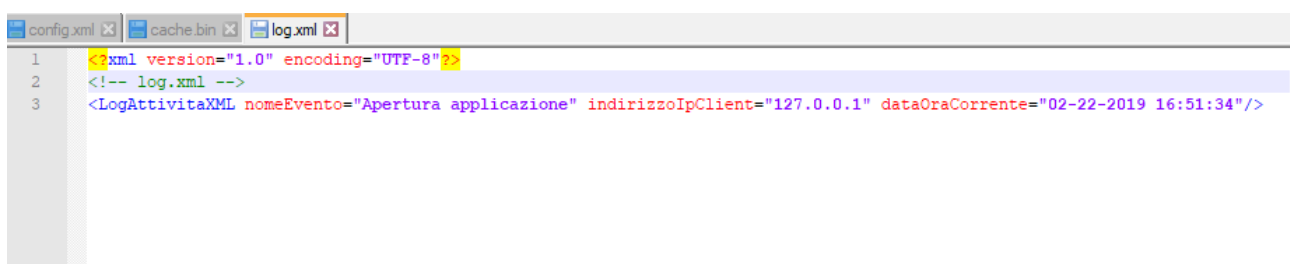 config.xml cache.bin log.xml
1 <?xml version="1.0" encoding="UTF-8"?>
2 <!-- log.xml -->
3 <LogAttivitaXML nomeEvento="Apertura applicazione" indirizzoIpClient="127.0.0.1" dataOraCorrente="02-22-2019 16:51:34"/>